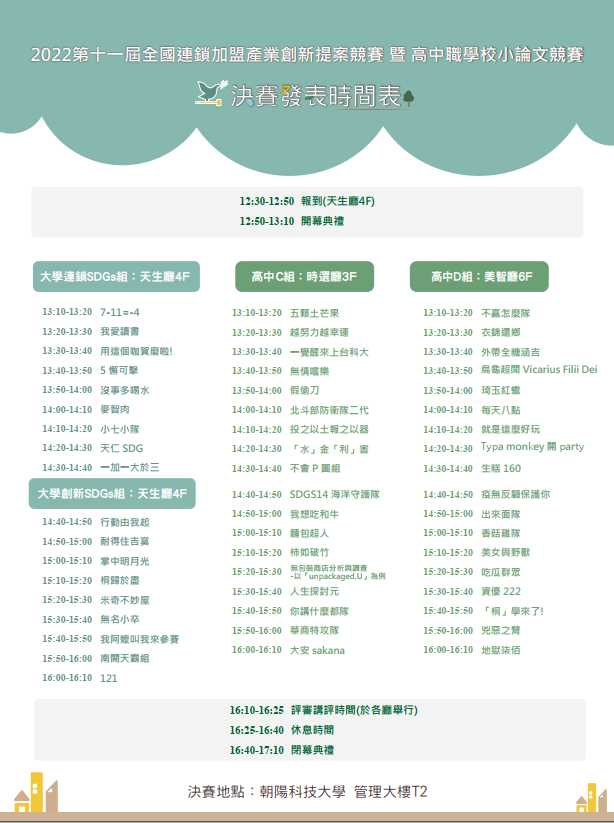 2022第十一屆全國連鎖加盟產業創新提案競賽 暨 高中職學校小論文競賽
決賽發表時間表
12:30-12:50 報到(天生廳4F)
12:50-13:10 開幕典禮
大學連鎖SDGs組：天生廳4F
13:10-13:20 7-11=-4
13:20-13:30 我愛讀書
13:30-13:40 用這個咖賀磨啦!
13:40-13:50 5 懈可擊
13:50-14:00 沒事多喝水
14:00-14:10 麥智肉
14:10-14:20 小七小隊
14:20-14:30 天仁 SDG
14:30-14:40 一加一大於三
大學創新SDGs組：天生廳4F
14:40-14:50 行動由我起
14:50-15:00 耐得住吉寞
15:00-15:10 掌中明月光
15:10-15:20 桐歸於盡
15:20-15:30 米奇不妙屋
15:30-15:40 無名小卒
15:40-15:50 我阿嬤叫我來參賽
15:50-16:00 南開天霸組
16:00-16:10 121
高中C組：時選廳3F
13:10-13:20 五顆土芒果
13:20-13:30 越努力越幸運
13:30-13:40 一覺醒來上台科大
13:40-13:50 無情嚐樂
13:50-14:00 假偷刀
14:00-14:10 北斗部防衛隊二代
14:10-14:20 投之以土報之以器
14:20-14:30 「水」金「利」害
14:30-14:40 不會 P 圖組
14:40-14:50 SDGS14 海洋守護隊
14:50-15:00 我想吃和牛
15:00-15:10 麵包超人
15:10-15:20 柿如破竹
15:20-15:30 無包裝商店分析與調查
-以「unpackaged.U」為例
15:30-15:40 人生探討元
15:40-15:50 你講什麼都隊
15:50-16:00 華商特攻隊
16:00-16:10 大安 sakana
高中D組：美智廳6F
13:10-13:20 不贏怎麼隊
13:20-13:30 衣錦還鄉
13:30-13:40 外帶全糖涵吉
13:40-13:50 烏龜超開 Vicarius Filii Dei
13:50-14:00 琦玉紅蠍
14:00-14:10 每天八點
14:10-14:20 就是這麼好玩
14:20-14:30 Typa monkey 開 party
14:30-14:40 生糕 160
14:40-14:50 疫無反顧保護你
14:50-15:00 出來面隊
15:00-15:10 香菇雞隊
15:10-15:20 美女與野獸
15:20-15:30 吃瓜群眾
15:30-15:40 資優 222
15:40-15:50 「桐」學來了!
15:50-16:00 兇惡之臂
16:00-16:10 地獄柒佰
16:10-16:25 評審講評時間(於各廳舉行)
16:25-16:40 休息時間
16:40-17:10 閉幕典禮
決賽地點：朝陽科技大學 管理大樓T2